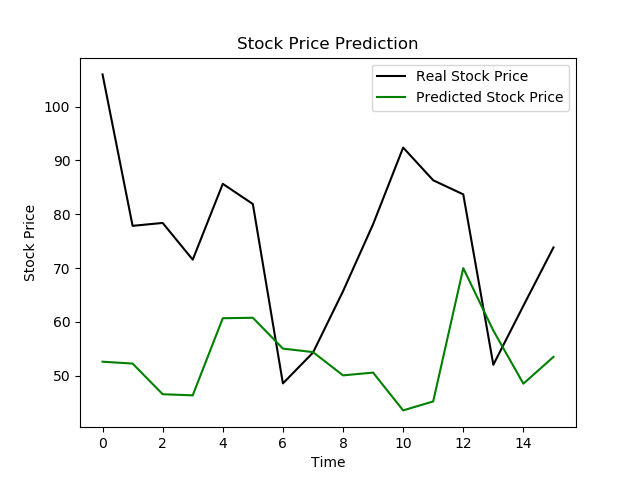 Stock Price Prediction
Real Stock Price
Predicted Stock Price
Stock Price
100
90
80
70
60
50
0 2 4 6 8 10 12 14
Time